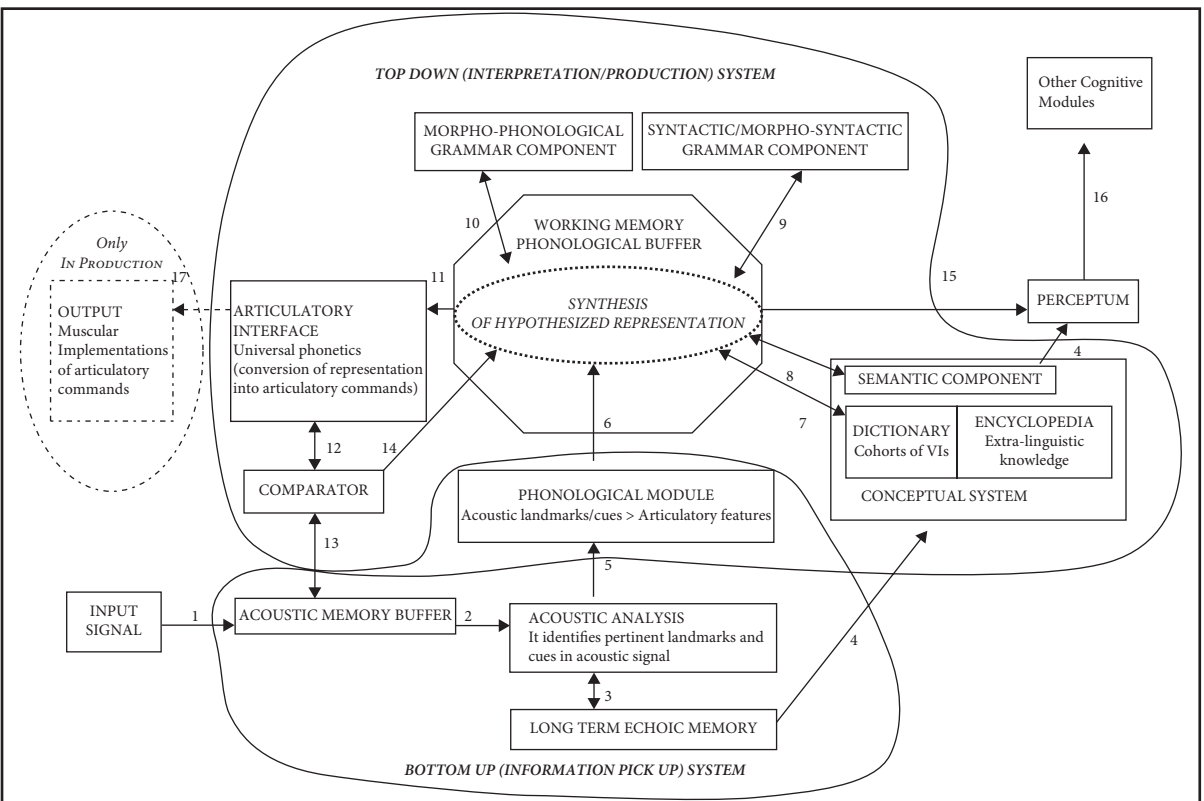 TOP DOWN (INTERPRETATION/PRODUCTION) SYSTEM
Other Cognitive
Modules
MORPHO-PHONOLOGICAL
GRAMMAR COMPONENT
SYNTACTIC/MORPHO-SYNTACTIC
GRAMMAR COMPONENT
16
10
9
WORKING MEMORY
PHONOLOGICAL BUFFER
Only
IN PRODUCTION
17
11
15
OUTPUT
Muscular
Implementations
of articulatory
commands
ARTICULATORY
INTERFACE
Universal phonetics
(conversion of representation
into articulatory commands)
SYNTHESIS
OF HYPOTHESIZED REPRESENTATION
PERCEPTUM
4
8
SEMANTIC COMPONENT
7
6
DICTIONARY
Cohorts of VIs
ENCYCLOPEDIA
Extra-linguistic
knowledge
CONCEPTUAL SYSTEM
12
14
COMPARATOR
PHONOLOGICAL MODULE
Acoustic landmarks/cues > Articulatory features
13
5
INPUT
SIGNAL
1
ACOUSTIC MEMORY BUFFER
2
ACOUSTIC ANALYSIS
It identifies pertinent landmarks and
cues in acoustic signal
4
3
LONG TERM ECHOIC MEMORY
BOTTOM UP (INFORMATION PICK UP) SYSTEM